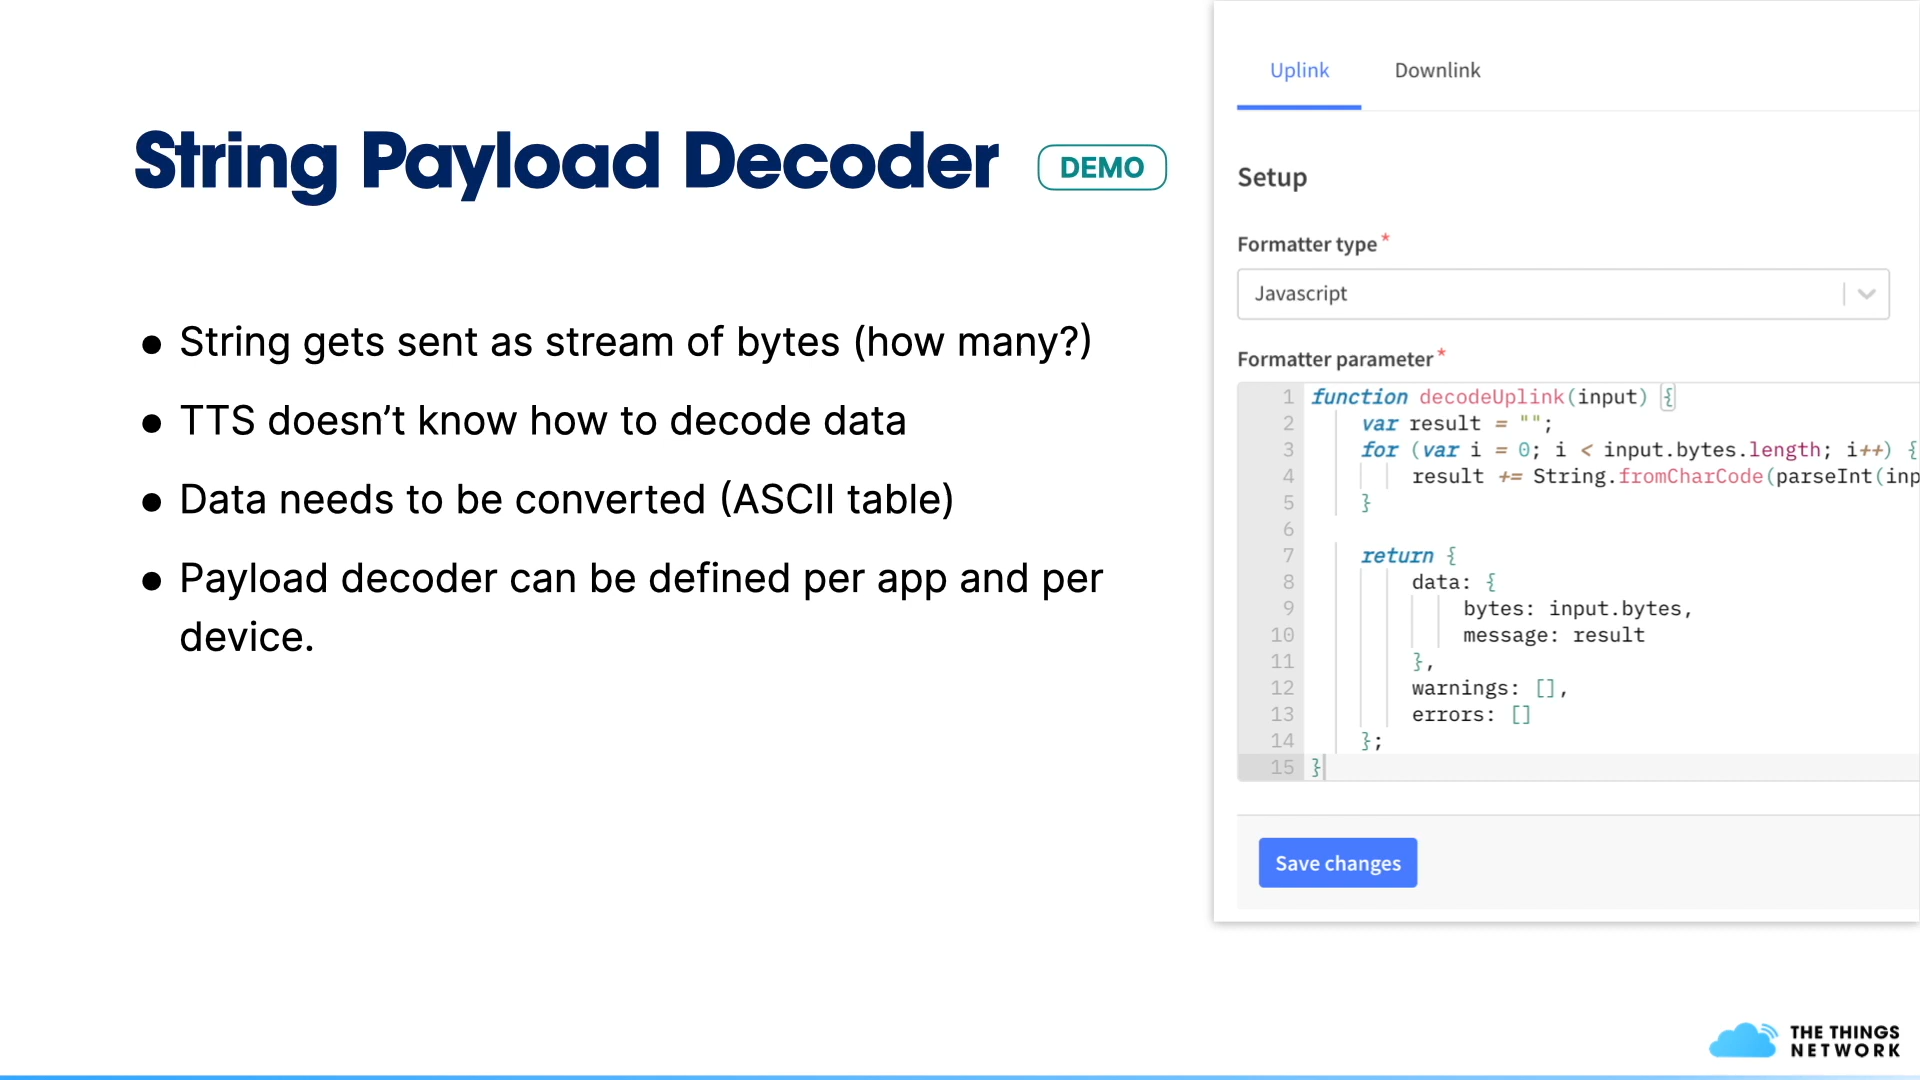 String Payload Decoder DEMO
● String gets sent as stream of bytes (how many?)
● TTS doesn’t know how to decode data
● Data needs to be converted (ASCII table)
● Payload decoder can be defined per app and per
device.
Uplink Downlink
Setup
Formatter type *
Javascript
Formatter parameter *
1 function decodeUplink(input) {
2 var result = "";
3 for (var i = 0; i < input.bytes.length; i++) {
4 result += String.fromCharCode(parseInt(inp
5 }
6
7 return {
8 data: {
9 bytes: input.bytes,
10 message: result
11 },
12 warnings: [],
13 errors: []
14 };
15 }
Save changes
THE THINGS
NETWORK